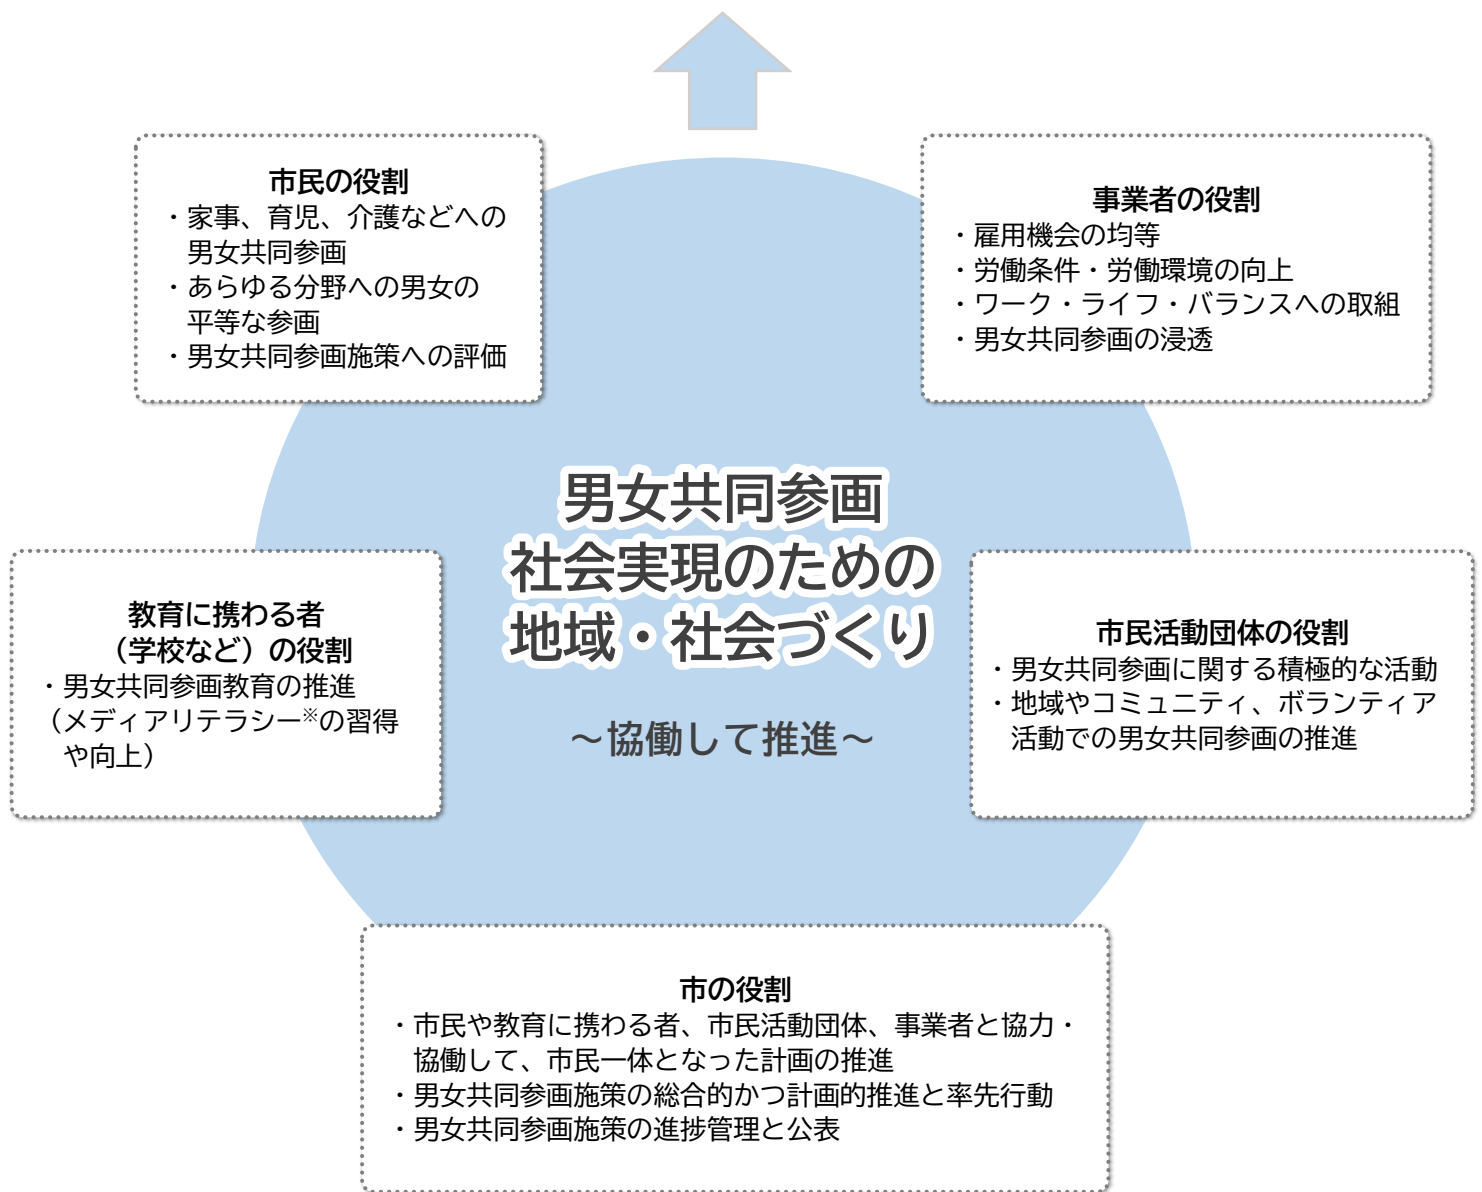 市民の役割
・家事、育児、介護などへの
男女共同参画
・あらゆる分野への男女の
平等な参画
・男女共同参画施策への評価
事業者の役割
・雇用機会の均等
・労働条件・労働環境の向上
・ワーク・ライフ・バランスへの取組
・男女共同参画の浸透
男女共同参画
社会実現のための
地域・社会づくり
～協働して推進～
教育に携わる者
（学校など）の役割
・男女共同参画教育の推進
（メディアリテラシー※の習得
や向上）
市民活動団体の役割
・男女共同参画に関する積極的な活動
・地域やコミュニティ、ボランティア
活動での男女共同参画の推進
市の役割
・市民や教育に携わる者、市民活動団体、事業者と協力・
協働して、市民一体となった計画の推進
・男女共同参画施策の総合的かつ計画的推進と率先行動
・男女共同参画施策の進捗管理と公表